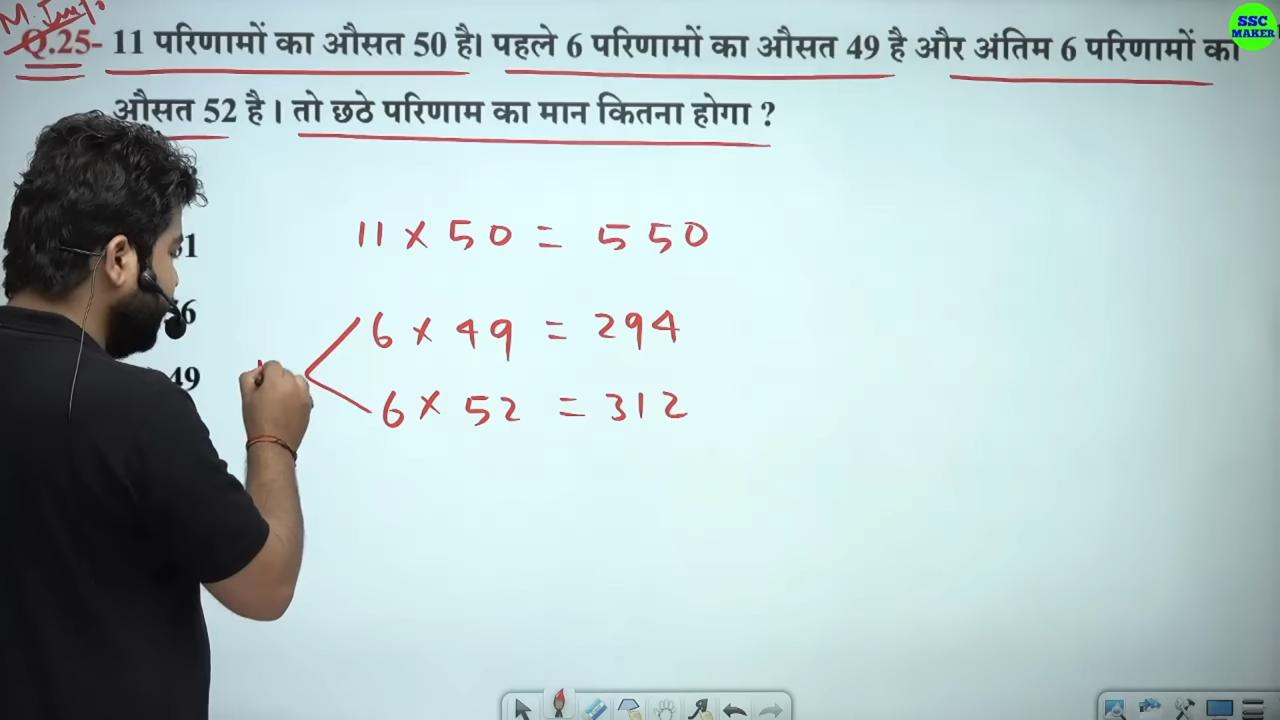 SSC
MAKER
Q.25- 11 परिणामों का औसत 50 है। पहले 6 परिणामों का औसत 49 है और अंतिम 6 परिणामों का
औसत 52 है। तो छठे परिणाम का मान कितना होगा ?
11 × 50 = 550
6 × 49 = 294
49
6 × 52 = 312